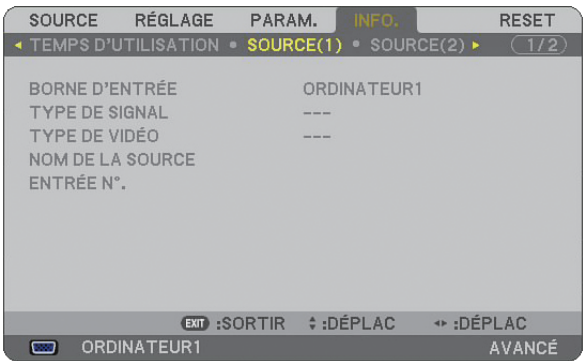 SOURCE RÉGLAGE PARAM. INFO. RESET
TEMPS D'UTILISATION • SOURCE(1) • SOURCE(2) 1/2
BORNE D'ENTRÉE ORDINATEUR1
TYPE DE SIGNAL ---
TYPE DE VIDÉO ---
NOM DE LA SOURCE
ENTRÉE N°.
EXIT :SORTIR :DÉPLAC :DÉPLAC
ORDINATEUR1 AVANCÉ